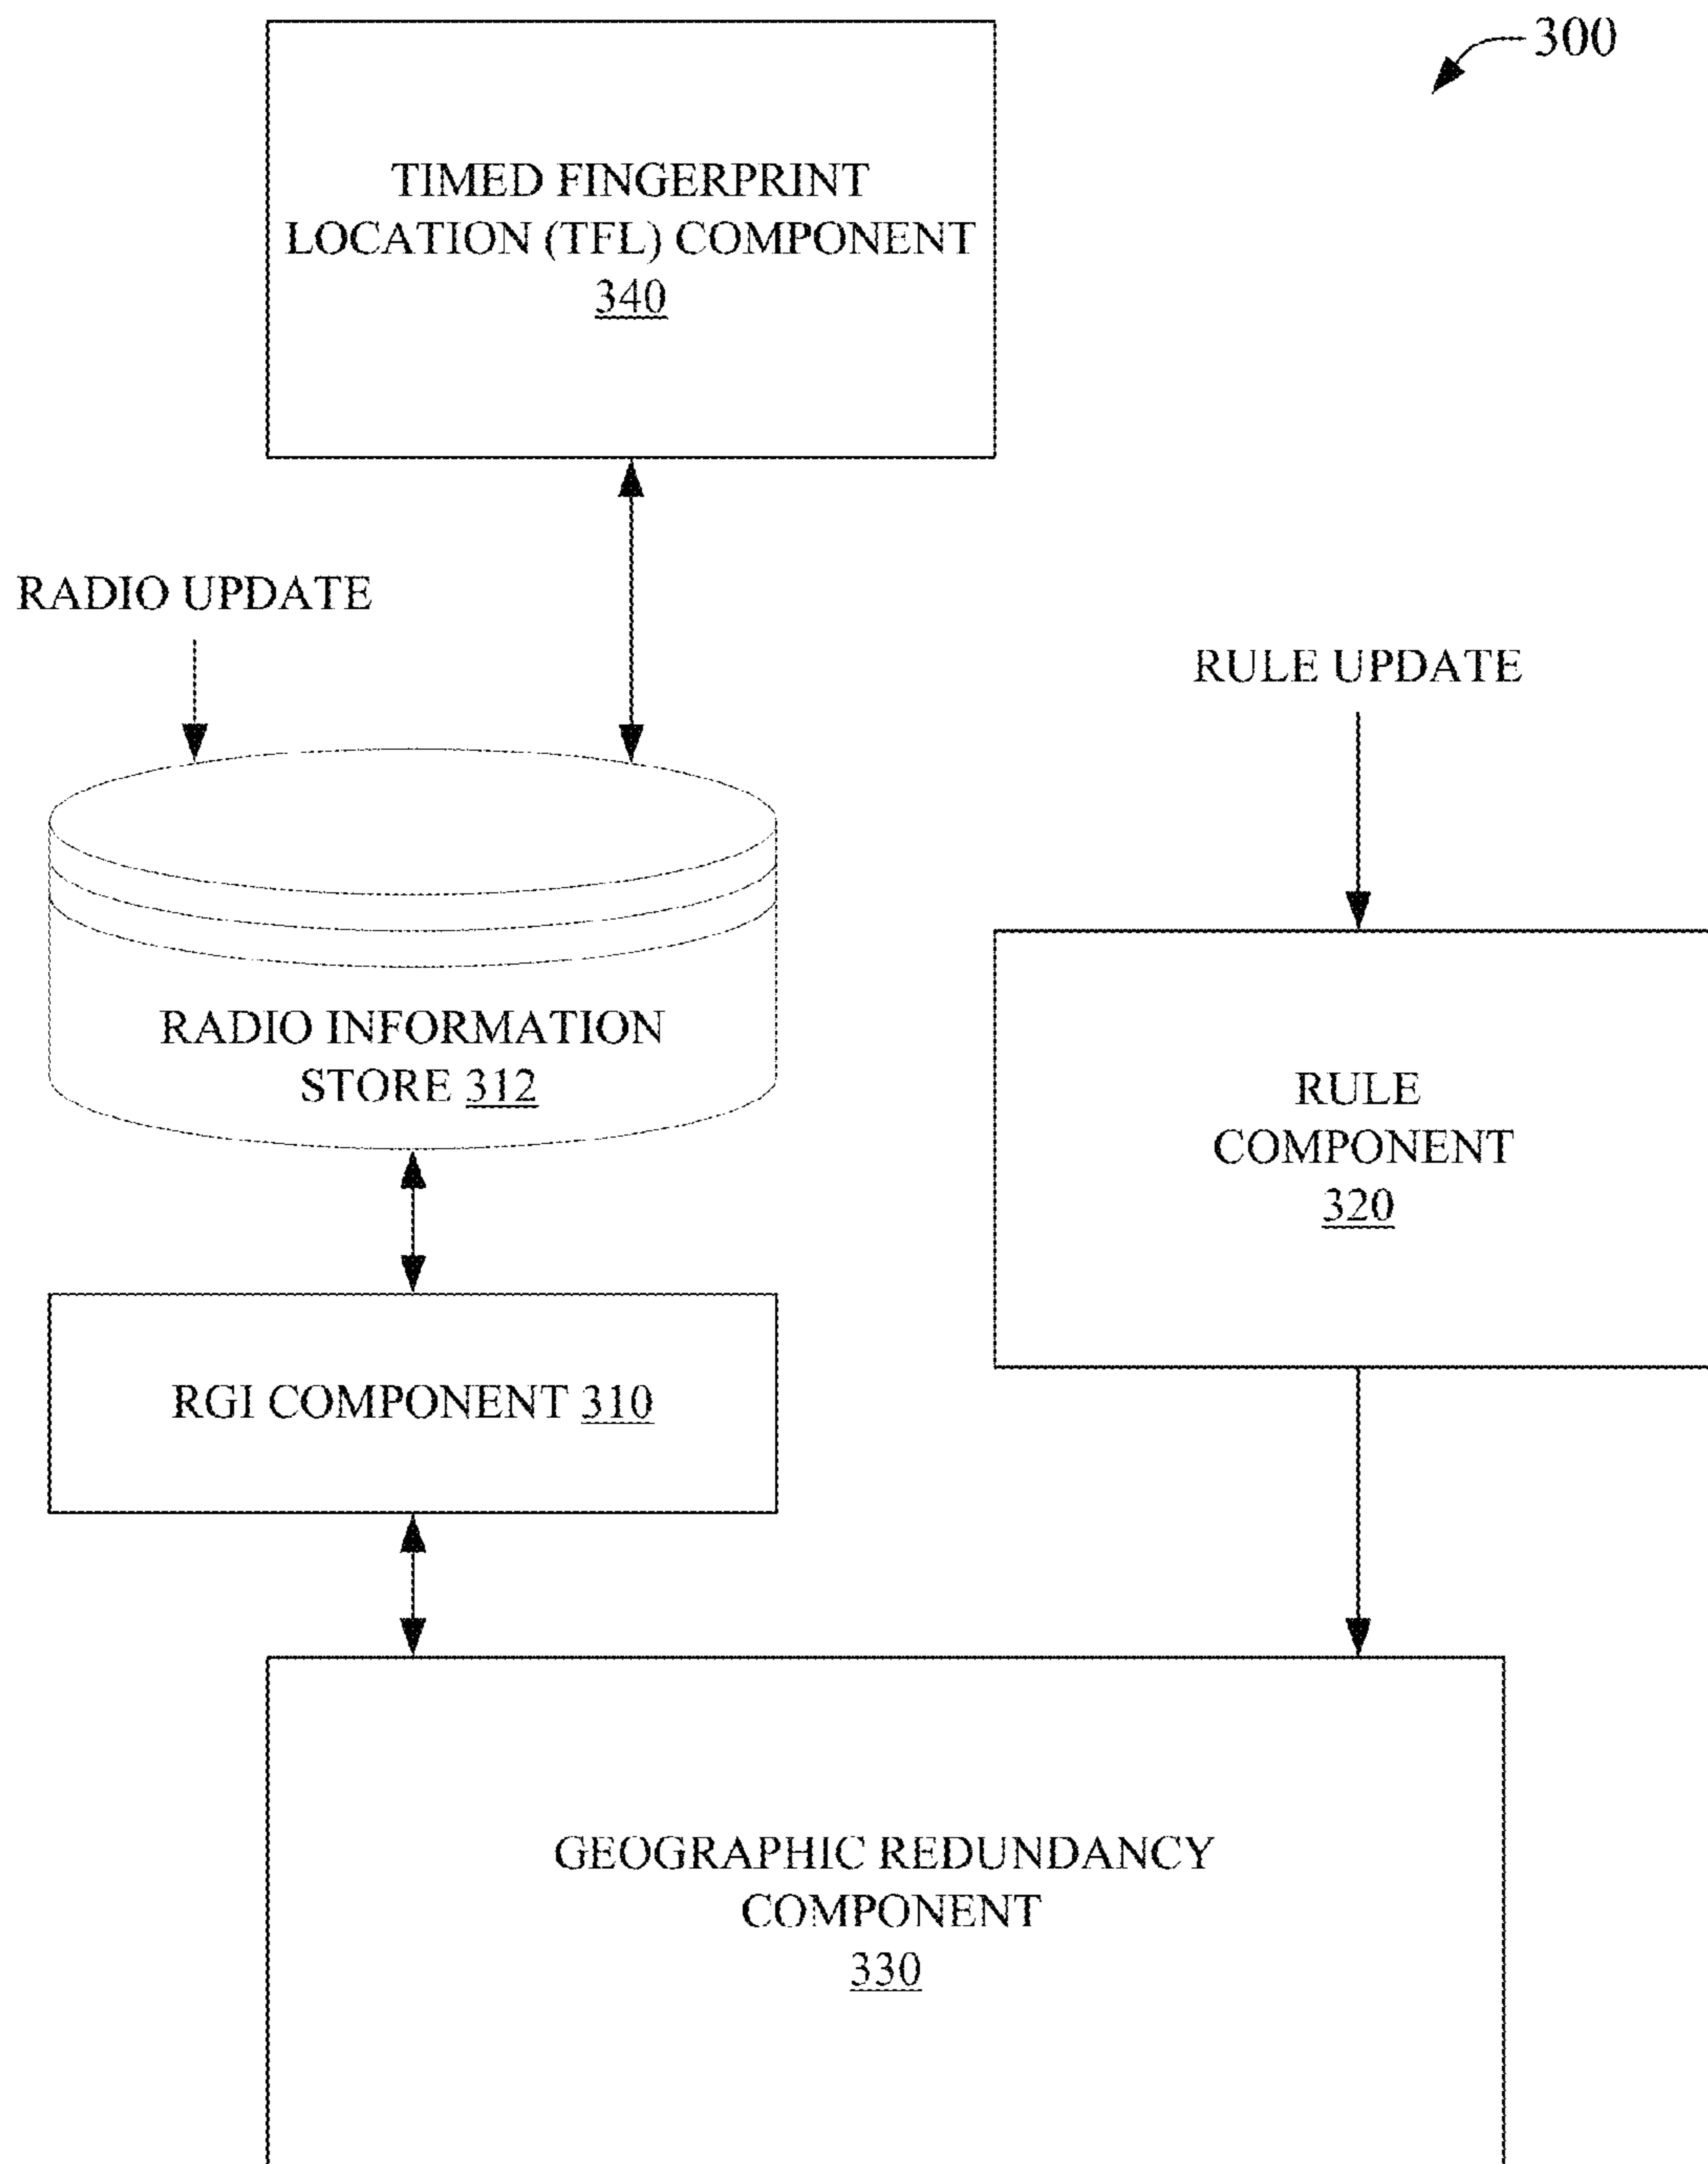 300
TIMED FINGERPRINT
LOCATION (TFL) COMPONENT
340
RADIO UPDATE
RULE UPDATE
RADIO INFORMATION
STORE 312
RULE
COMPONENT
320
RGI COMPONENT 310
GEOGRAPHIC REDUNDANCY
COMPONENT
330